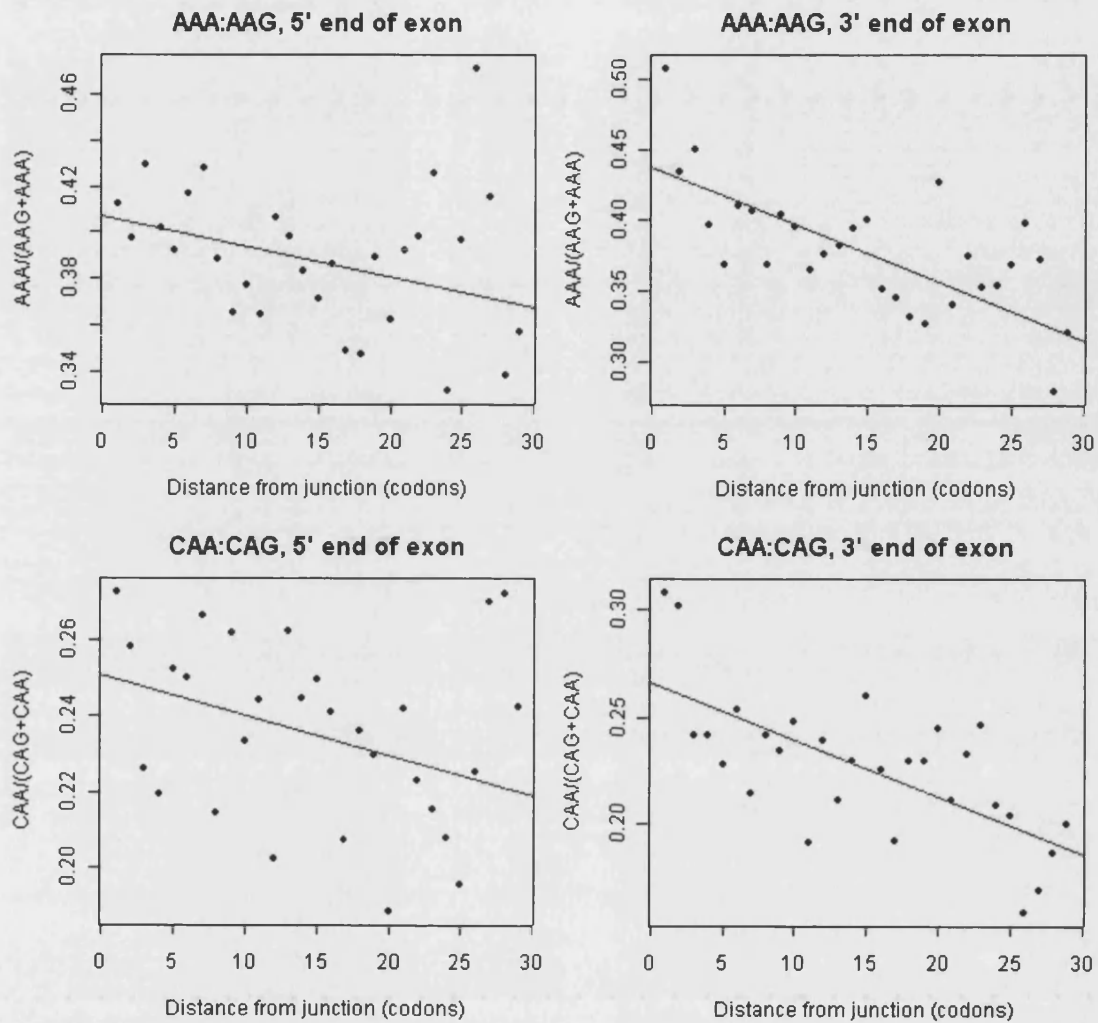 AAA:AAG, 5' end of exon
AAA/(AAG+AAA)
0.46
0.42
0.38
0.34
0 5 10 15 20 25 30
Distance from junction (codons)
AAA:AAG, 3' end of exon
AAA/(AAG+AAA)
0.50
0.45
0.40
0.35
0.30
0 5 10 15 20 25 30
Distance from junction (codons)
CAA:CAG, 5' end of exon
CAA/(CAG+CAA)
0.26
0.24
0.22
0.20
0 5 10 15 20 25 30
Distance from junction (codons)
CAA:CAG, 3' end of exon
CAA/(CAG+CAA)
0.30
0.25
0.20
0 5 10 15 20 25 30
Distance from junction (codons)